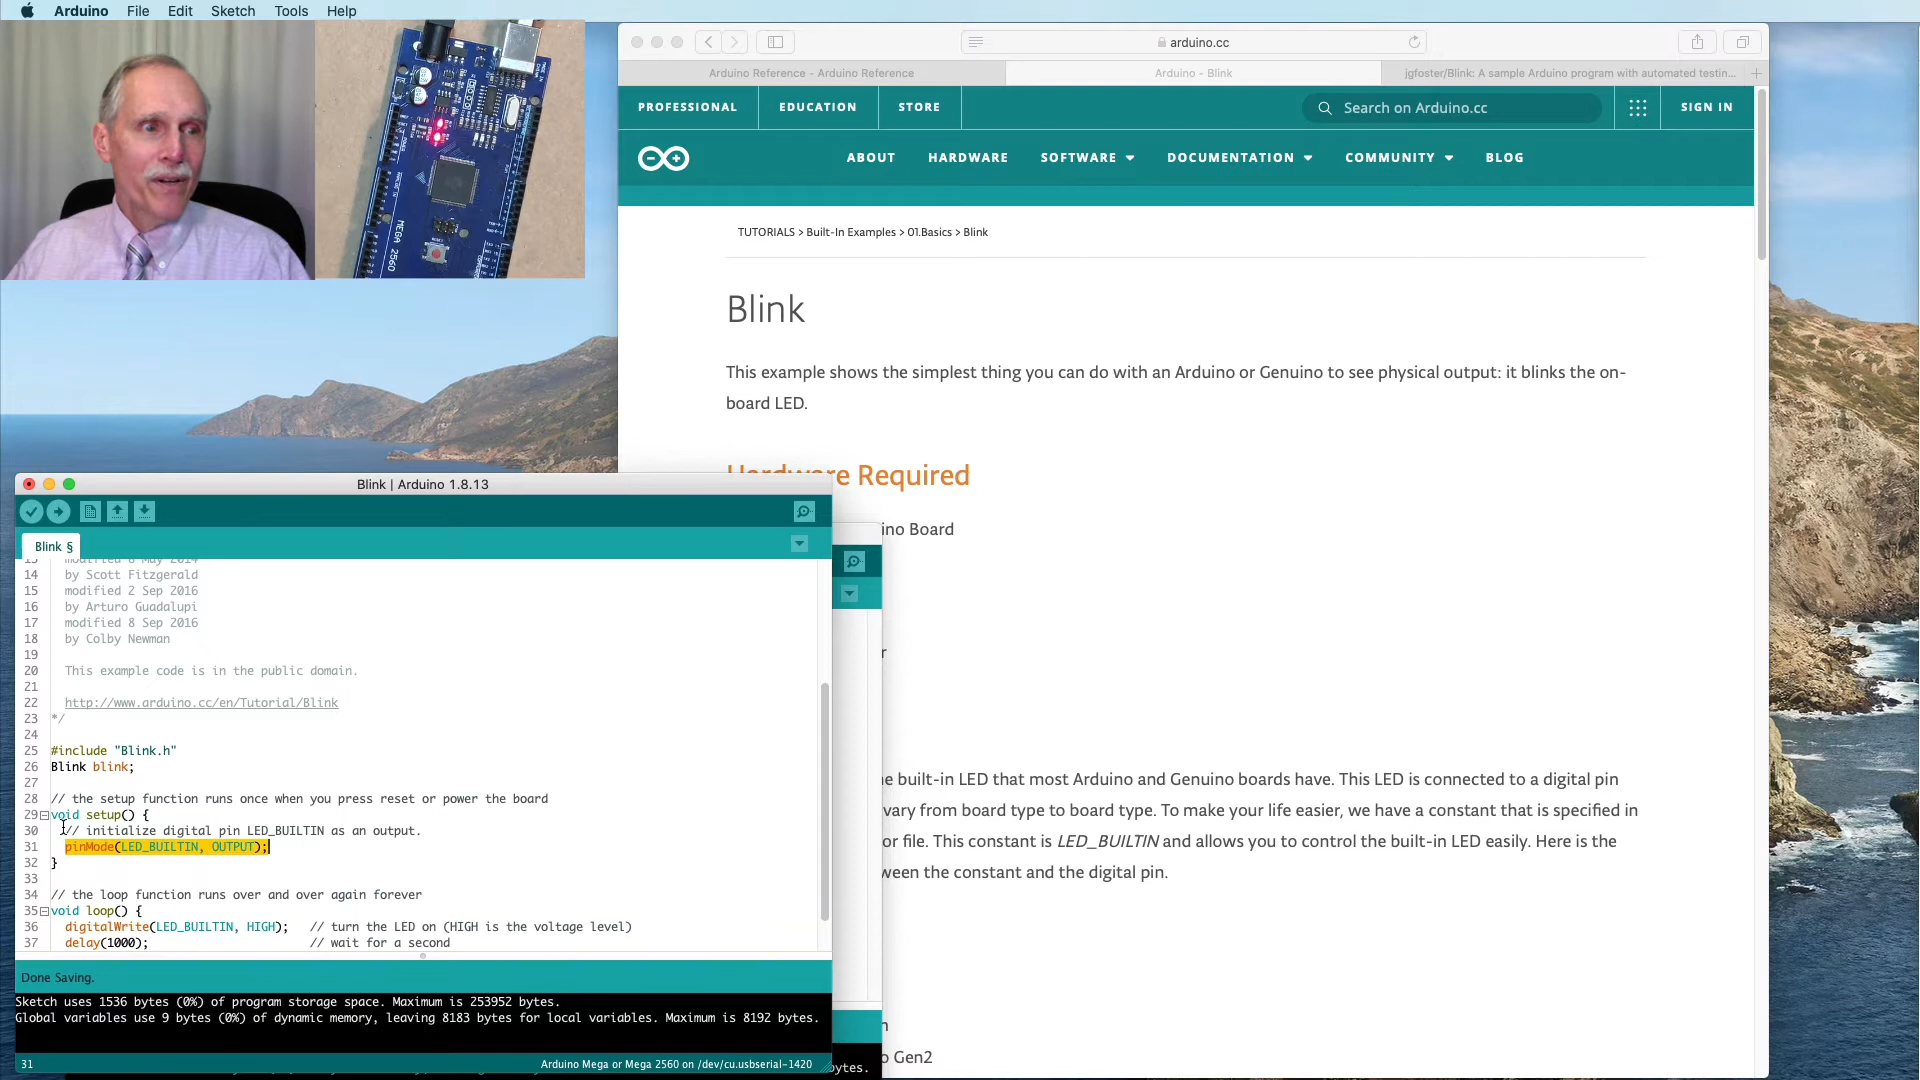 Arduino File Edit Sketch Tools Help
MEGA 2560
arduino.cc
Arduino Reference - Arduino Reference
Arduino - Blink
jgfoster/Blink: A sample Arduino program with automated testin...
PROFESSIONAL EDUCATION STORE
Search on Arduino.cc
SIGN IN
ABOUT HARDWARE SOFTWARE DOCUMENTATION COMMUNITY BLOG
TUTORIALS > Built-In Examples > 01.Basics > Blink
Blink
This example shows the simplest thing you can do with an Arduino or Genuino to see physical output: it blinks the on-
board LED.
Hardware Required
ino Board
r
e built-in LED that most Arduino and Genuino boards have. This LED is connected to a digital pin
vary from board type to board type. To make your life easier, we have a constant that is specified in
or file. This constant is LED_BUILTIN and allows you to control the built-in LED easily. Here is the
ween the constant and the digital pin.
n
o Gen2
Blink | Arduino 1.8.13
Blink §
13 modified 8 May 2014
14 by Scott Fitzgerald
15 modified 2 Sep 2016
16 by Arturo Guadalupi
17 modified 8 Sep 2016
18 by Colby Newman
19
20 This example code is in the public domain.
21
22 http://www.arduino.cc/en/Tutorial/Blink
23 */
24
25 #include "Blink.h"
26 Blink blink;
27
28 // the setup function runs once when you press reset or power the board
29 void setup() {
30 // initialize digital pin LED_BUILTIN as an output.
31 pinMode(LED_BUILTIN, OUTPUT);
32 }
33
34 // the loop function runs over and over again forever
35 void loop() {
36 digitalWrite(LED_BUILTIN, HIGH); // turn the LED on (HIGH is the voltage level)
37 delay(1000); // wait for a second
Done Saving.
Sketch uses 1536 bytes (0%) of program storage space. Maximum is 253952 bytes.
Global variables use 9 bytes (0%) of dynamic memory, leaving 8183 bytes for local variables. Maximum is 8192 bytes.
31
Arduino Mega or Mega 2560 on /dev/cu.usbserial-1420
bytes.